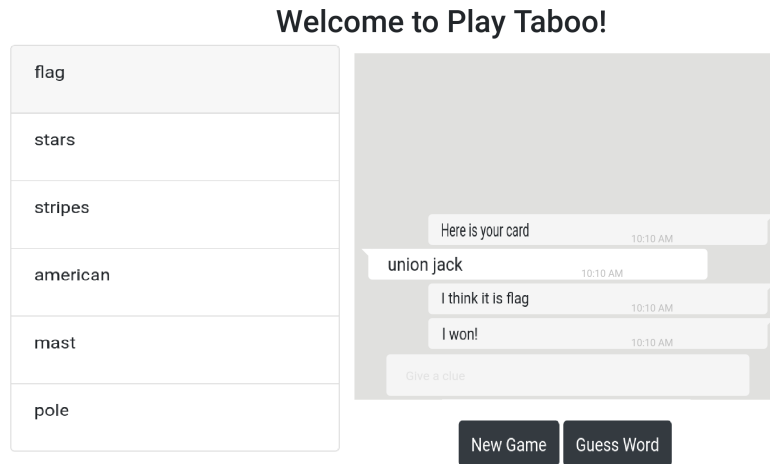 Welcome to Play Taboo!
flag
stars
stripes
american
mast
pole
Here is your card
10:10 AM
union jack
10:10 AM
I think it is flag
10:10 AM
I won!
10:10 AM
Give a clue
New Game
Guess Word